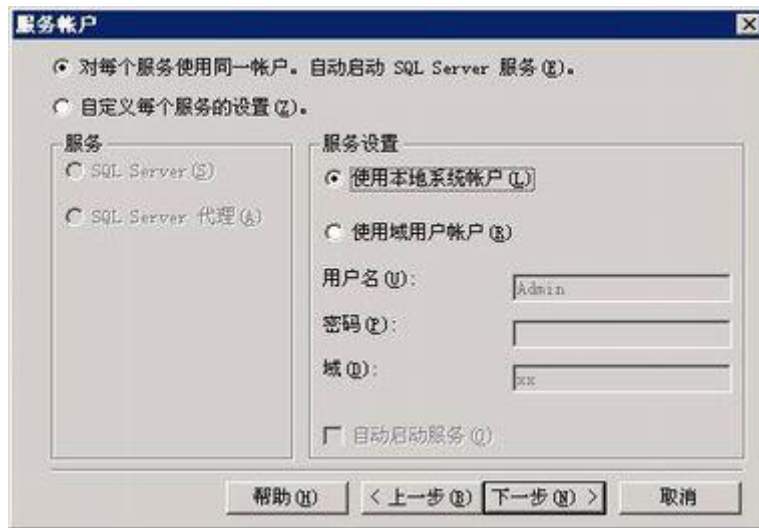 服务帐户
对每个服务使用同一帐户。自动启动 SQL Server 服务(E)。
自定义每个服务的设置(Z)。
服务
SQL Server(S)
SQL Server 代理(A)
服务设置
使用本地系统帐户(L)
使用域用户帐户(R)
用户名(U):
Admin
密码(P):
域(D):
xx
自动启动服务(O)
帮助(H)
< 上一步(B)
下一步(N) >
取消